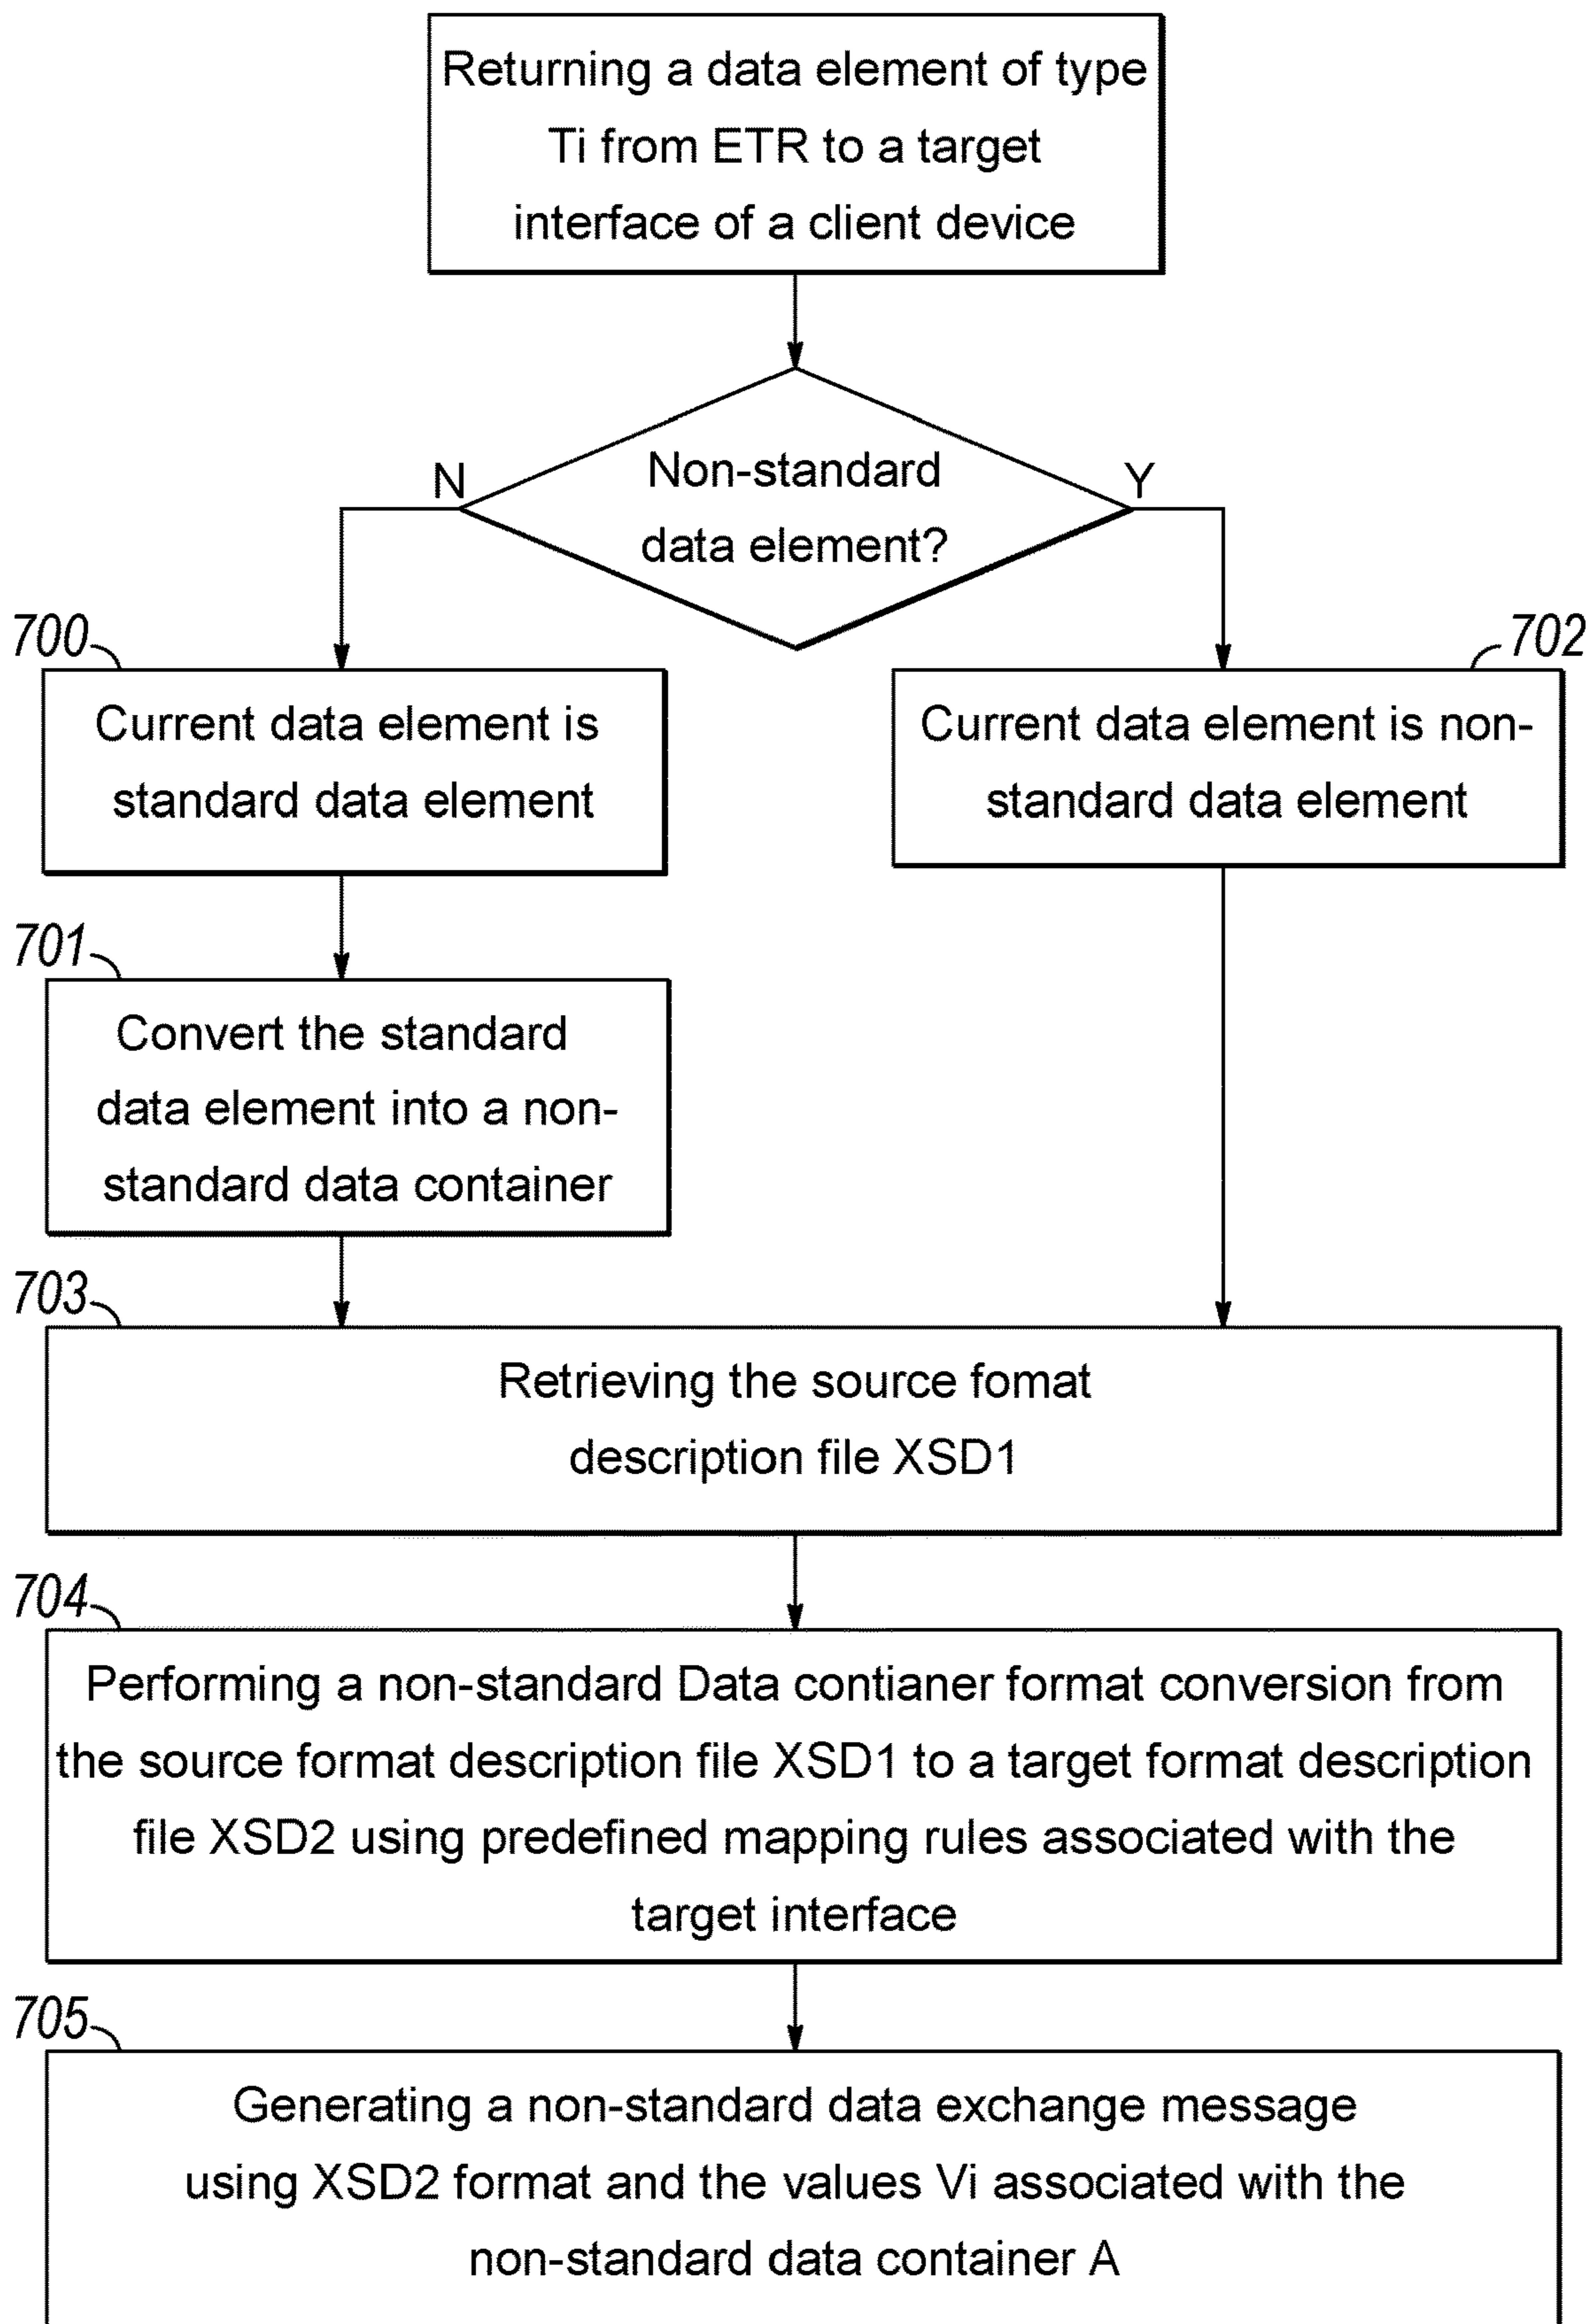 Returning a data element of type
Ti from ETR to a target
interface of a client device
Non-standard
data element?
N
Y
700
Current data element is
standard data element
702
Current data element is non-
standard data element
701
Convert the standard
data element into a non-
standard data container
703
Retrieving the source fomat
description file XSD1
704
Performing a non-standard Data contianer format conversion from
the source format description file XSD1 to a target format description
file XSD2 using predefined mapping rules associated with the
target interface
705
Generating a non-standard data exchange message
using XSD2 format and the values Vi associated with the
non-standard data container A